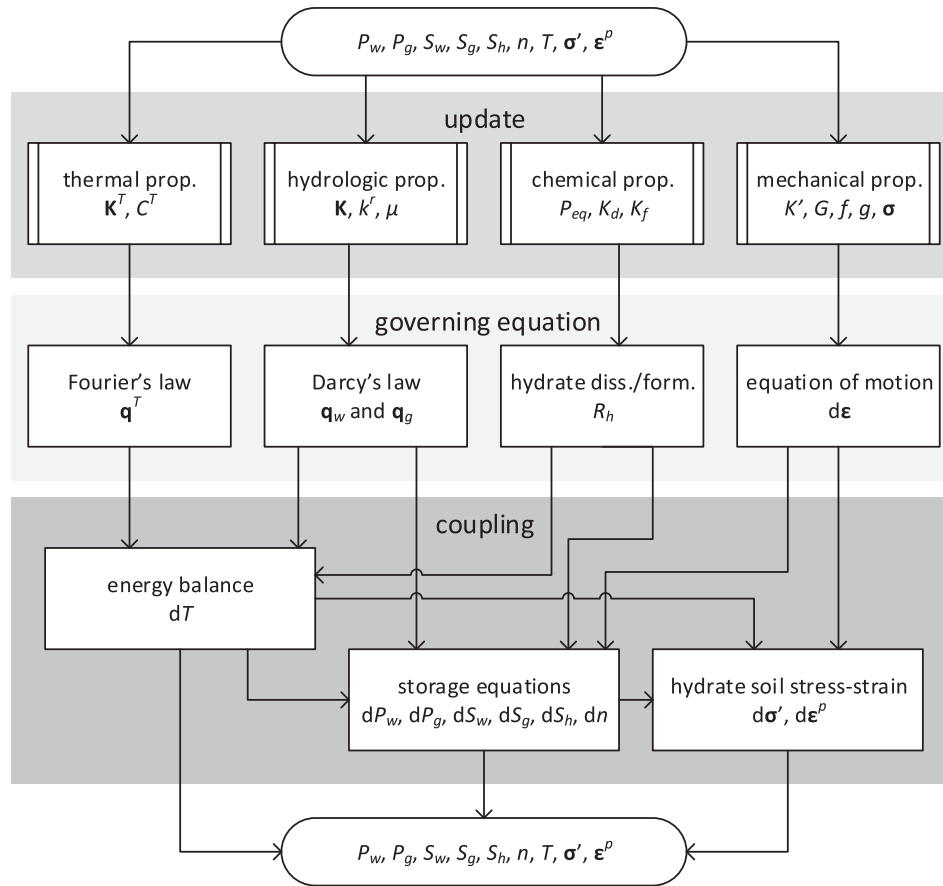 P_w, P_g, S_w, S_g, S_h, n, T, σ’, ε^p
update
thermal prop.
K^T, C^T
hydrologic prop.
K, k^r, μ
chemical prop.
P_eq, K_d, K_f
mechanical prop.
K’, G, f, g, σ
governing equation
Fourier’s law
q^T
Darcy’s law
q_w and q_g
hydrate diss./form.
R_h
equation of motion
dε
coupling
energy balance
dT
storage equations
dP_w, dP_g, dS_w, dS_g, dS_h, dn
hydrate soil stress-strain
dσ’, dε^p
P_w, P_g, S_w, S_g, S_h, n, T, σ’, ε^p